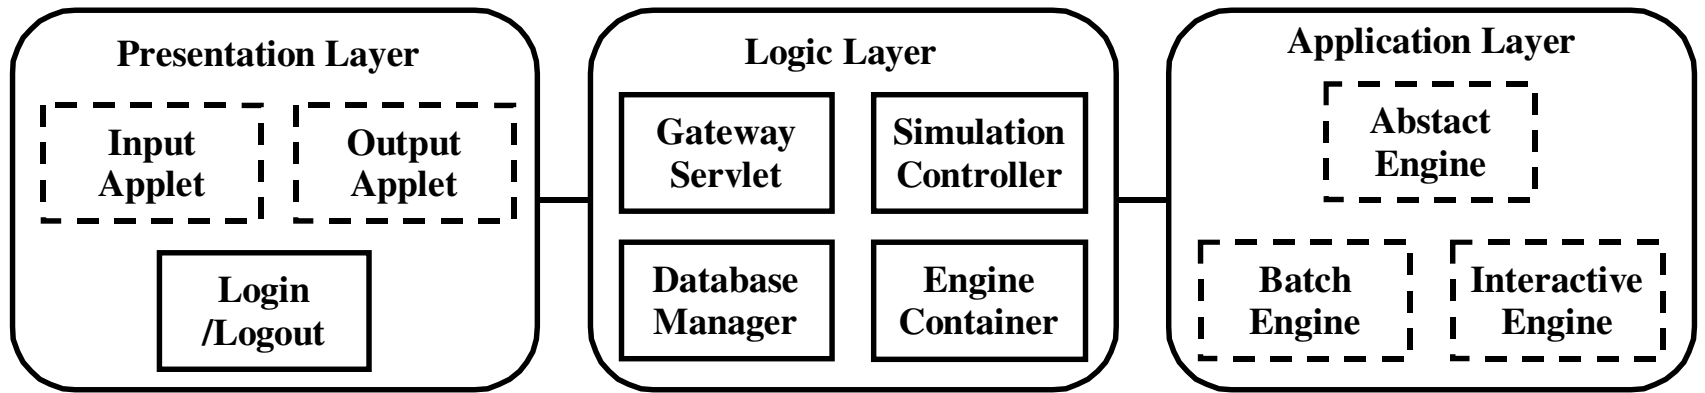 Presentation Layer
Input
Applet
Output
Applet
Login
/Logout
Logic Layer
Gateway
Servlet
Simulation
Controller
Database
Manager
Engine
Container
Application Layer
Abstact
Engine
Batch
Engine
Interactive
Engine